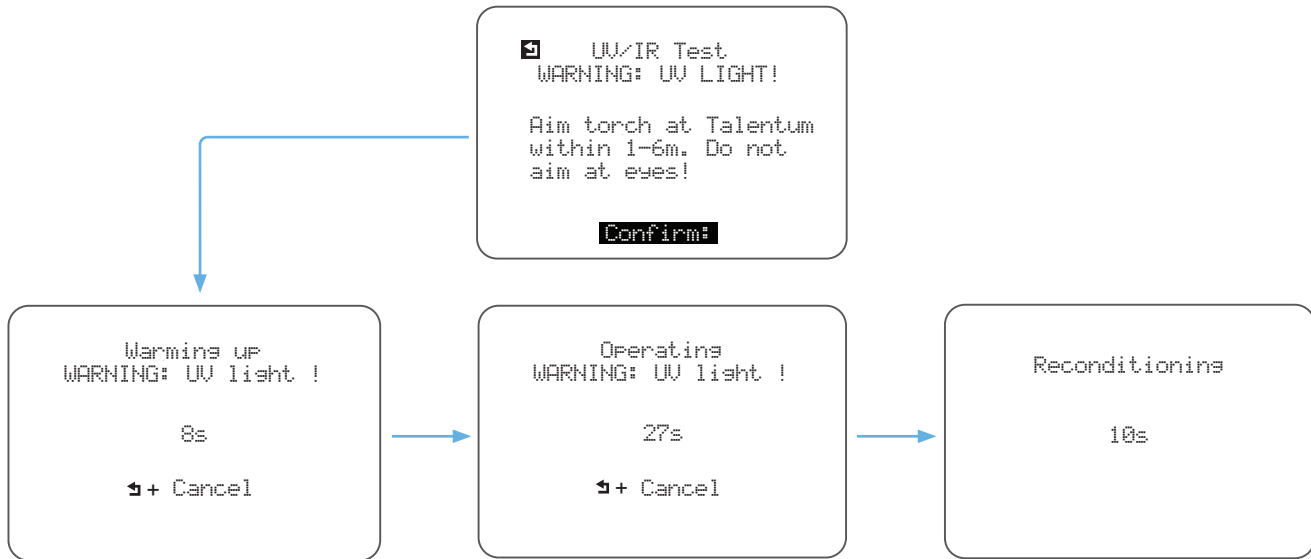 UV/IR Test
WARNING: UV LIGHT!
Aim torch at Talentum
within 1-6m. Do not
aim at eyes!
Confirm:
Warming up
WARNING: UV light !
8s
+ Cancel
Operating
WARNING: UV light !
27s
+ Cancel
Reconditioning
10s